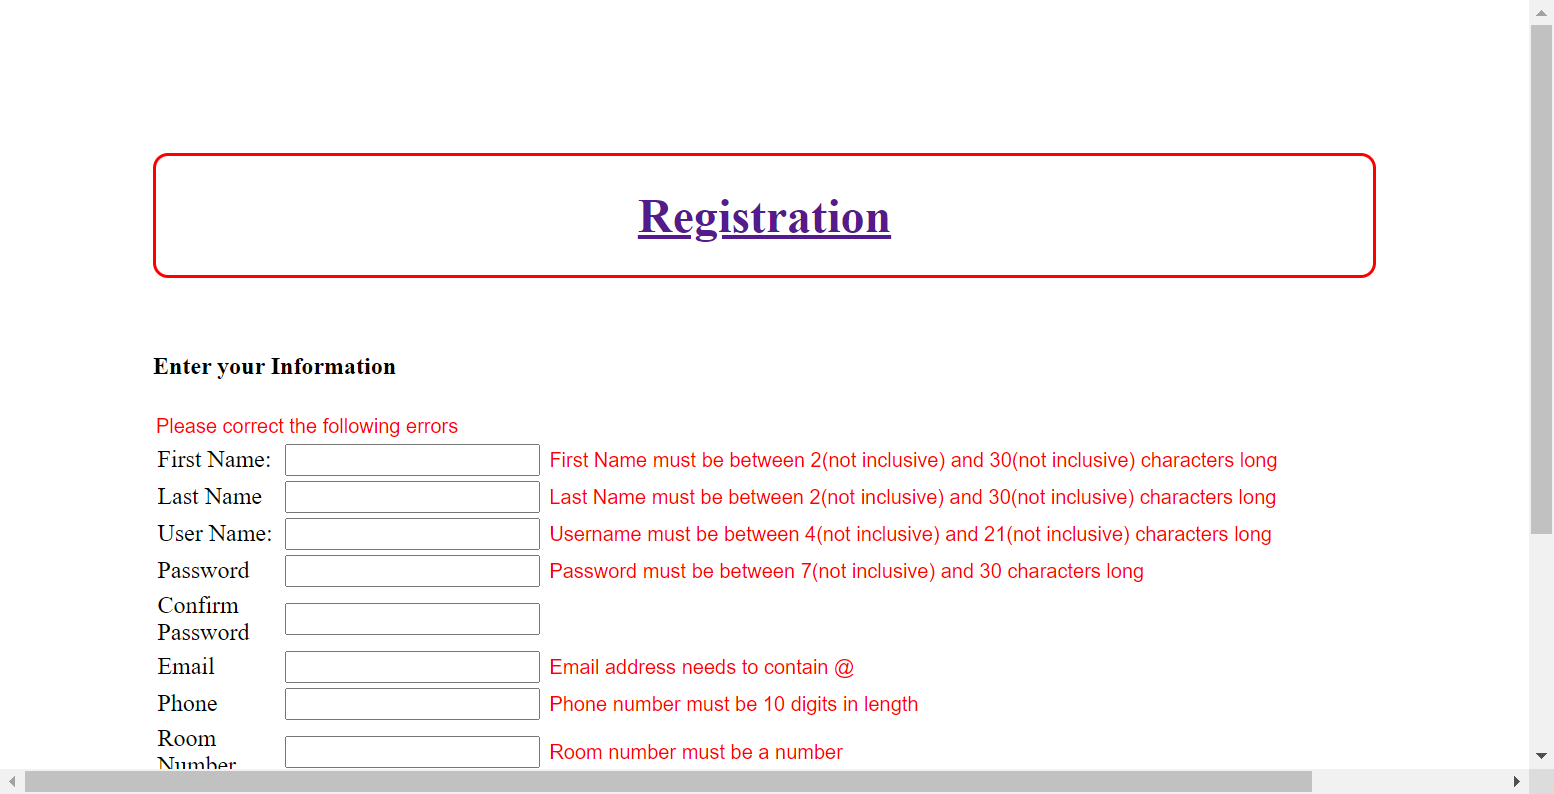 Registration
Enter your Information
Please correct the following errors
First Name: First Name must be between 2(not inclusive) and 30(not inclusive) characters long
Last Name Last Name must be between 2(not inclusive) and 30(not inclusive) characters long
User Name: Username must be between 4(not inclusive) and 21(not inclusive) characters long
Password Password must be between 7(not inclusive) and 30 characters long
Confirm
Password
Email Email address needs to contain @
Phone Phone number must be 10 digits in length
Room
Number Room number must be a number